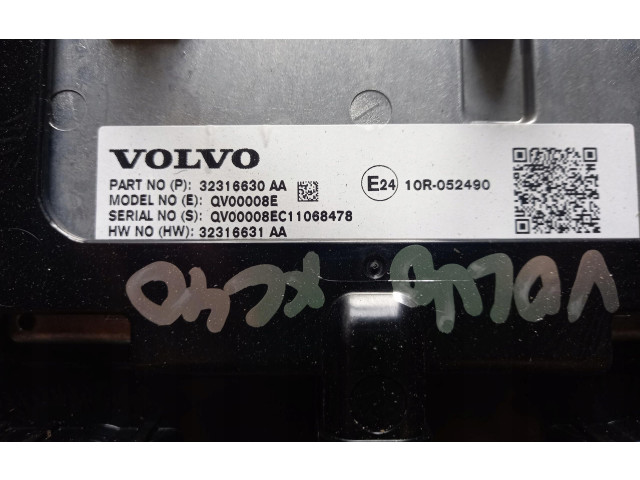 VOLVO
PART NO (P): 32316630 AA
MODEL NO (E): QV00008E
SERIAL NO (S): QV00008EC11068478
HW NO (HW): 32316631 AA
E24 10R-052490
VOLVO XC40